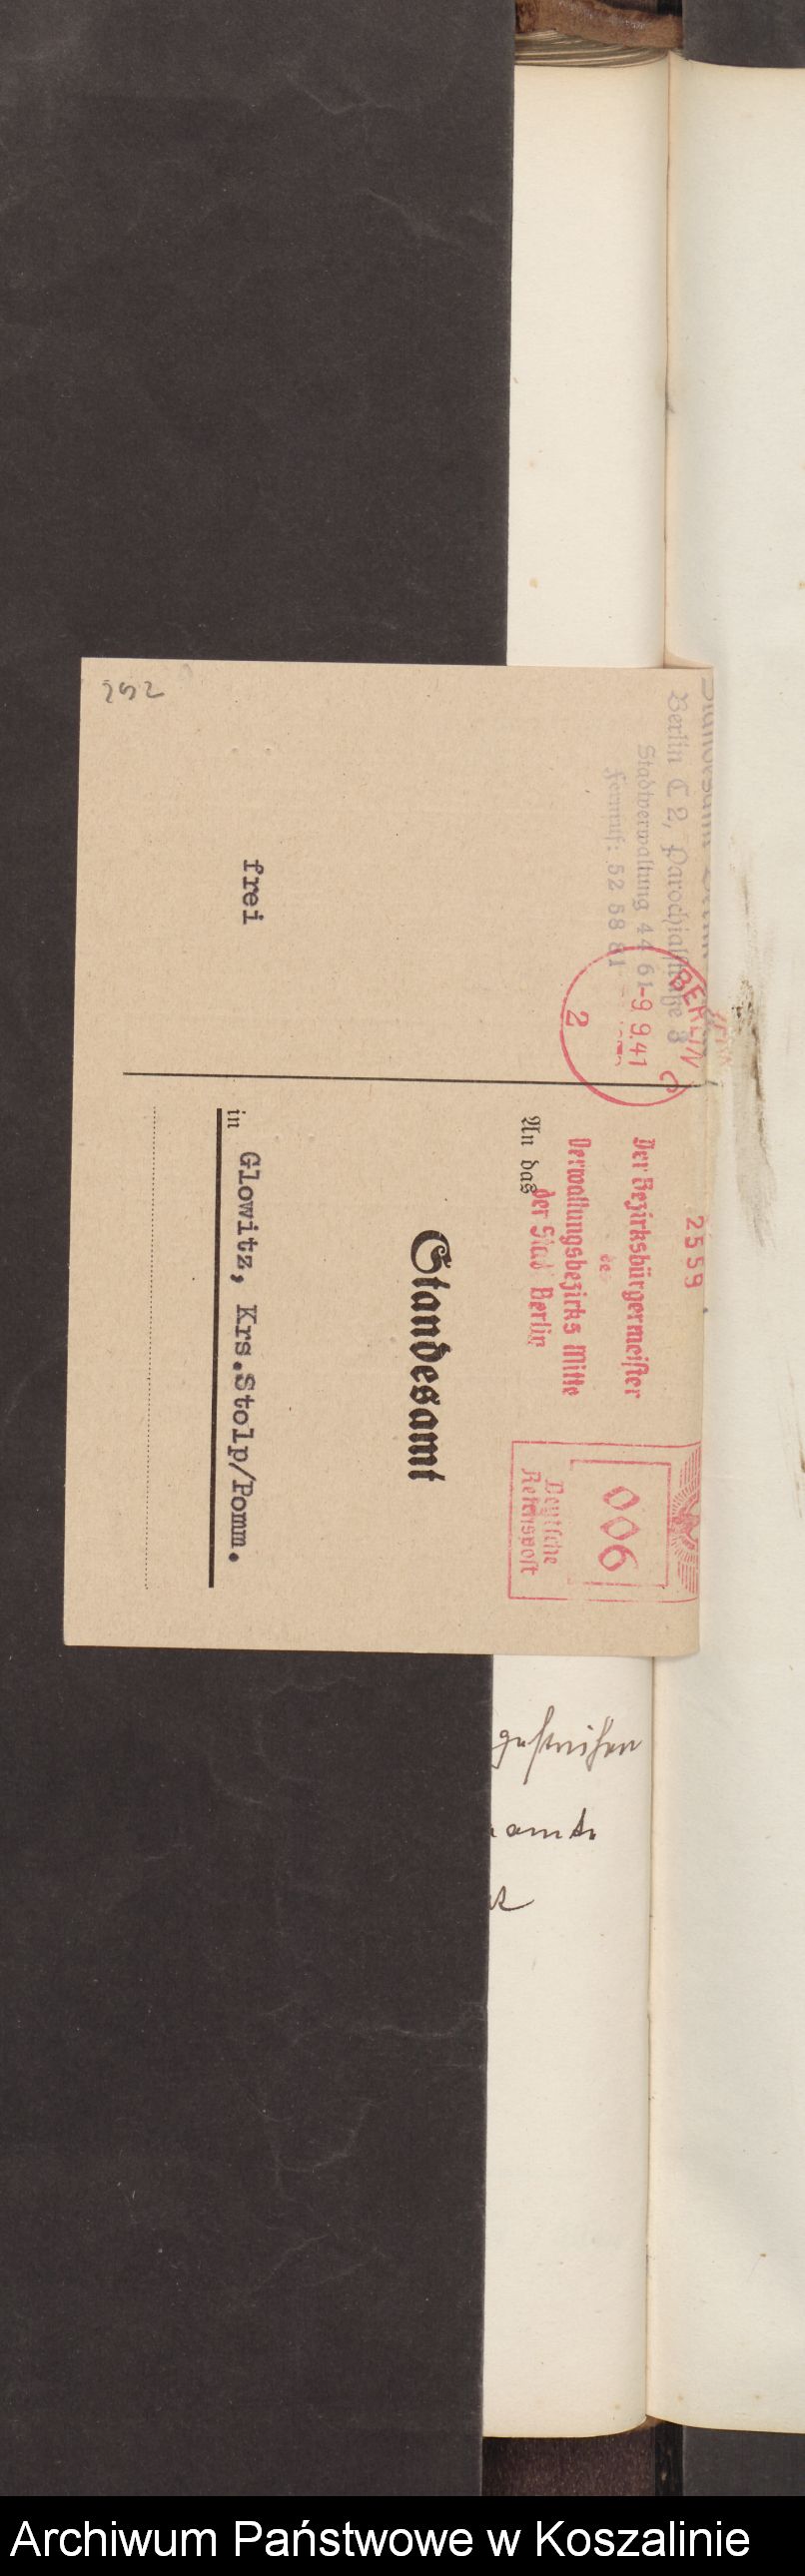 252
Berlin C 2, Parochialstraße 3
Stadtverwaltung 44 61
Fernruf: 52 58 81
BERLIN C
-9. 9.41
2
2559
Der Bezirksbürgermeister
des
Verwaltungsbezirks Mitte
der Stadt Berlin
006
Deutsche
Reichspost
frei
An das
Standesamt
in Glowitz, Krs.Stolp/Pomm.
Archiwum Państwowe w Koszalinie